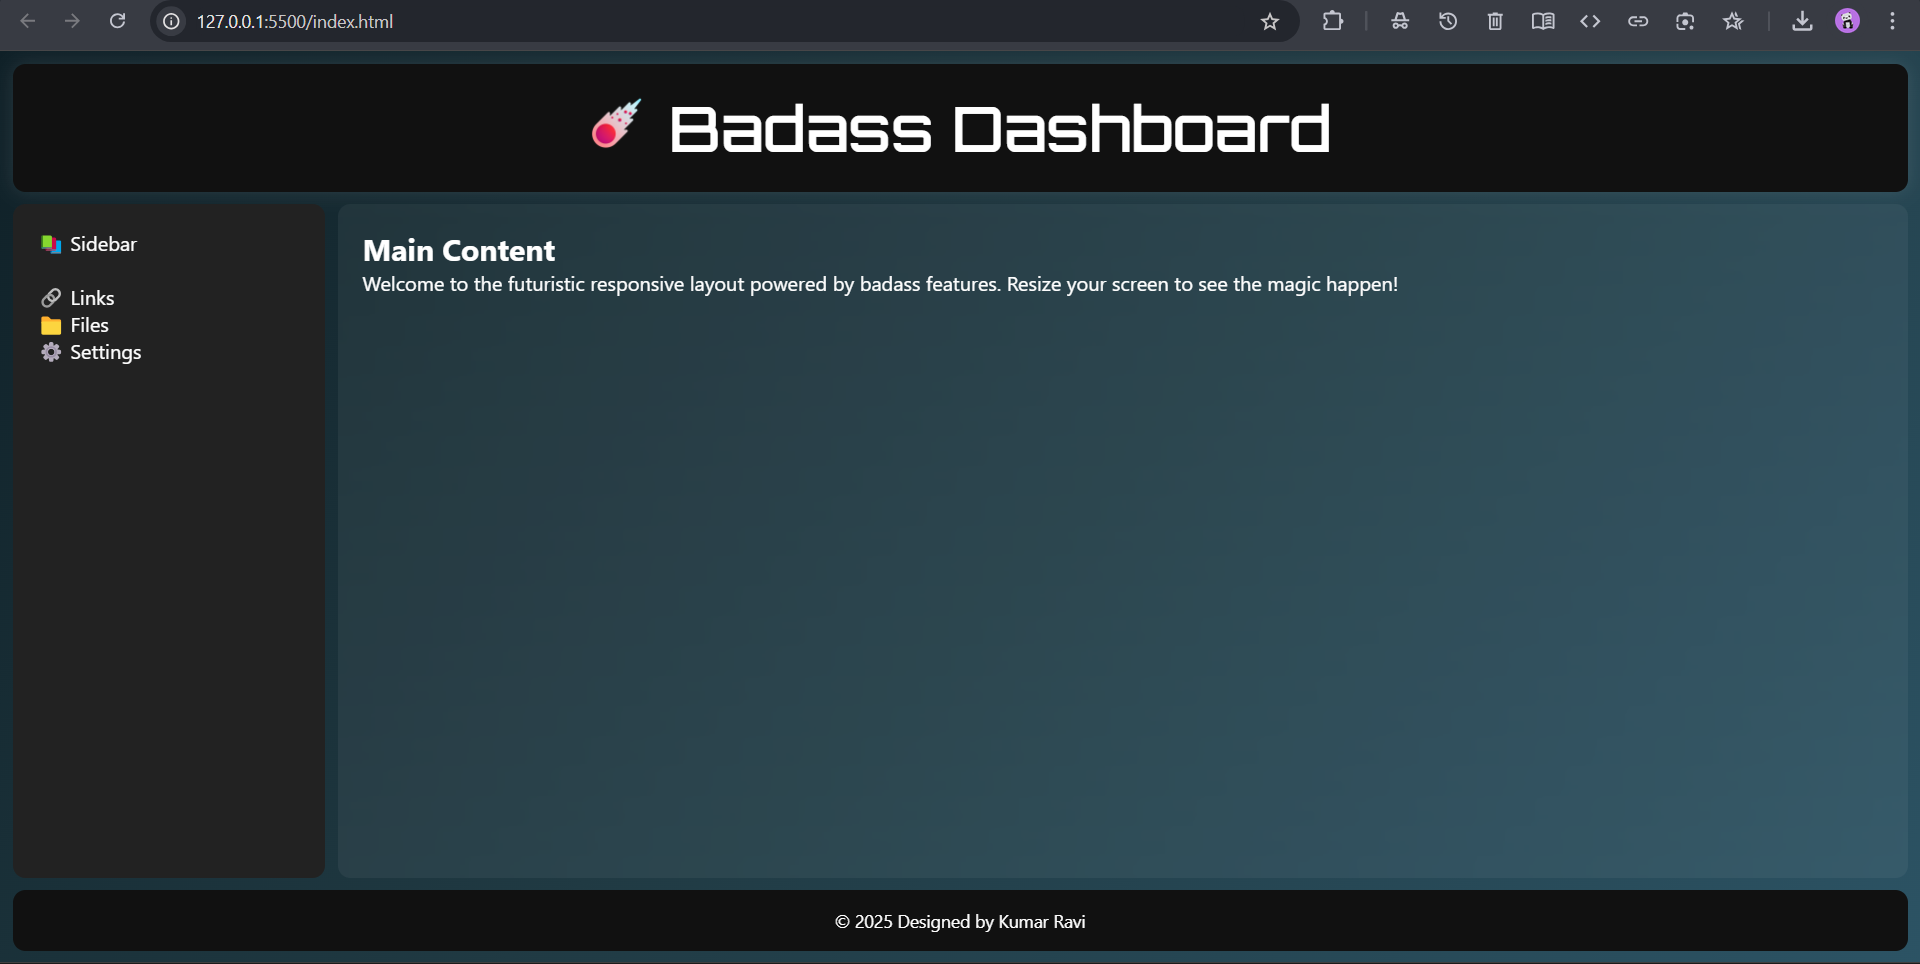 127.0.0.1:5500/index.html
Badass Dashboard
Sidebar
Links
Files
Settings
Main Content
Welcome to the futuristic responsive layout powered by badass features. Resize your screen to see the magic happen!
© 2025 Designed by Kumar Ravi